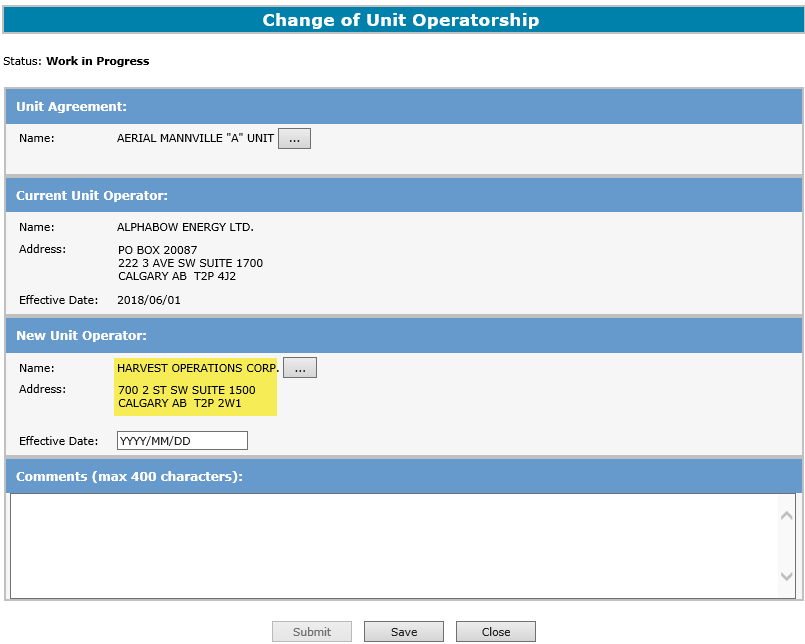 Change of Unit Operatorship
Status: Work in Progress
Unit Agreement:
Name: AERIAL MANNVILLE "A" UNIT ...
Current Unit Operator:
Name: ALPHABOW ENERGY LTD.
Address: PO BOX 20087
222 3 AVE SW SUITE 1700
CALGARY AB  T2P 4J2
Effective Date: 2018/06/01
New Unit Operator:
Name: HARVEST OPERATIONS CORP. ...
Address: 700 2 ST SW SUITE 1500
CALGARY AB  T2P 2W1
Effective Date: YYYY/MM/DD
Comments (max 400 characters):
Submit Save Close